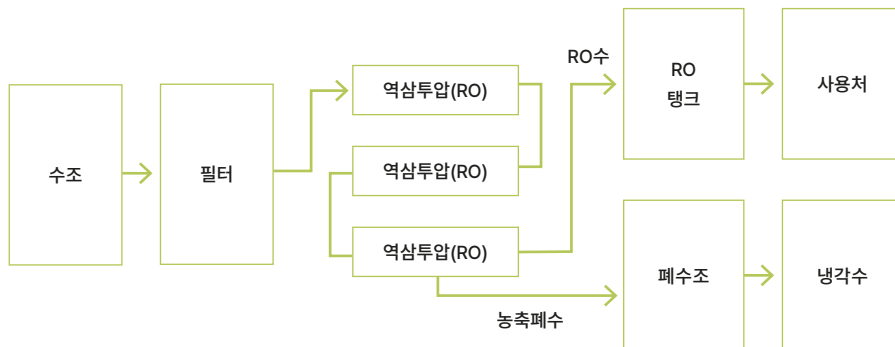 수조
필터
역삼투압(RO)
역삼투압(RO)
역삼투압(RO)
RO수
농축폐수
RO
탱크
사용처
폐수조
냉각수